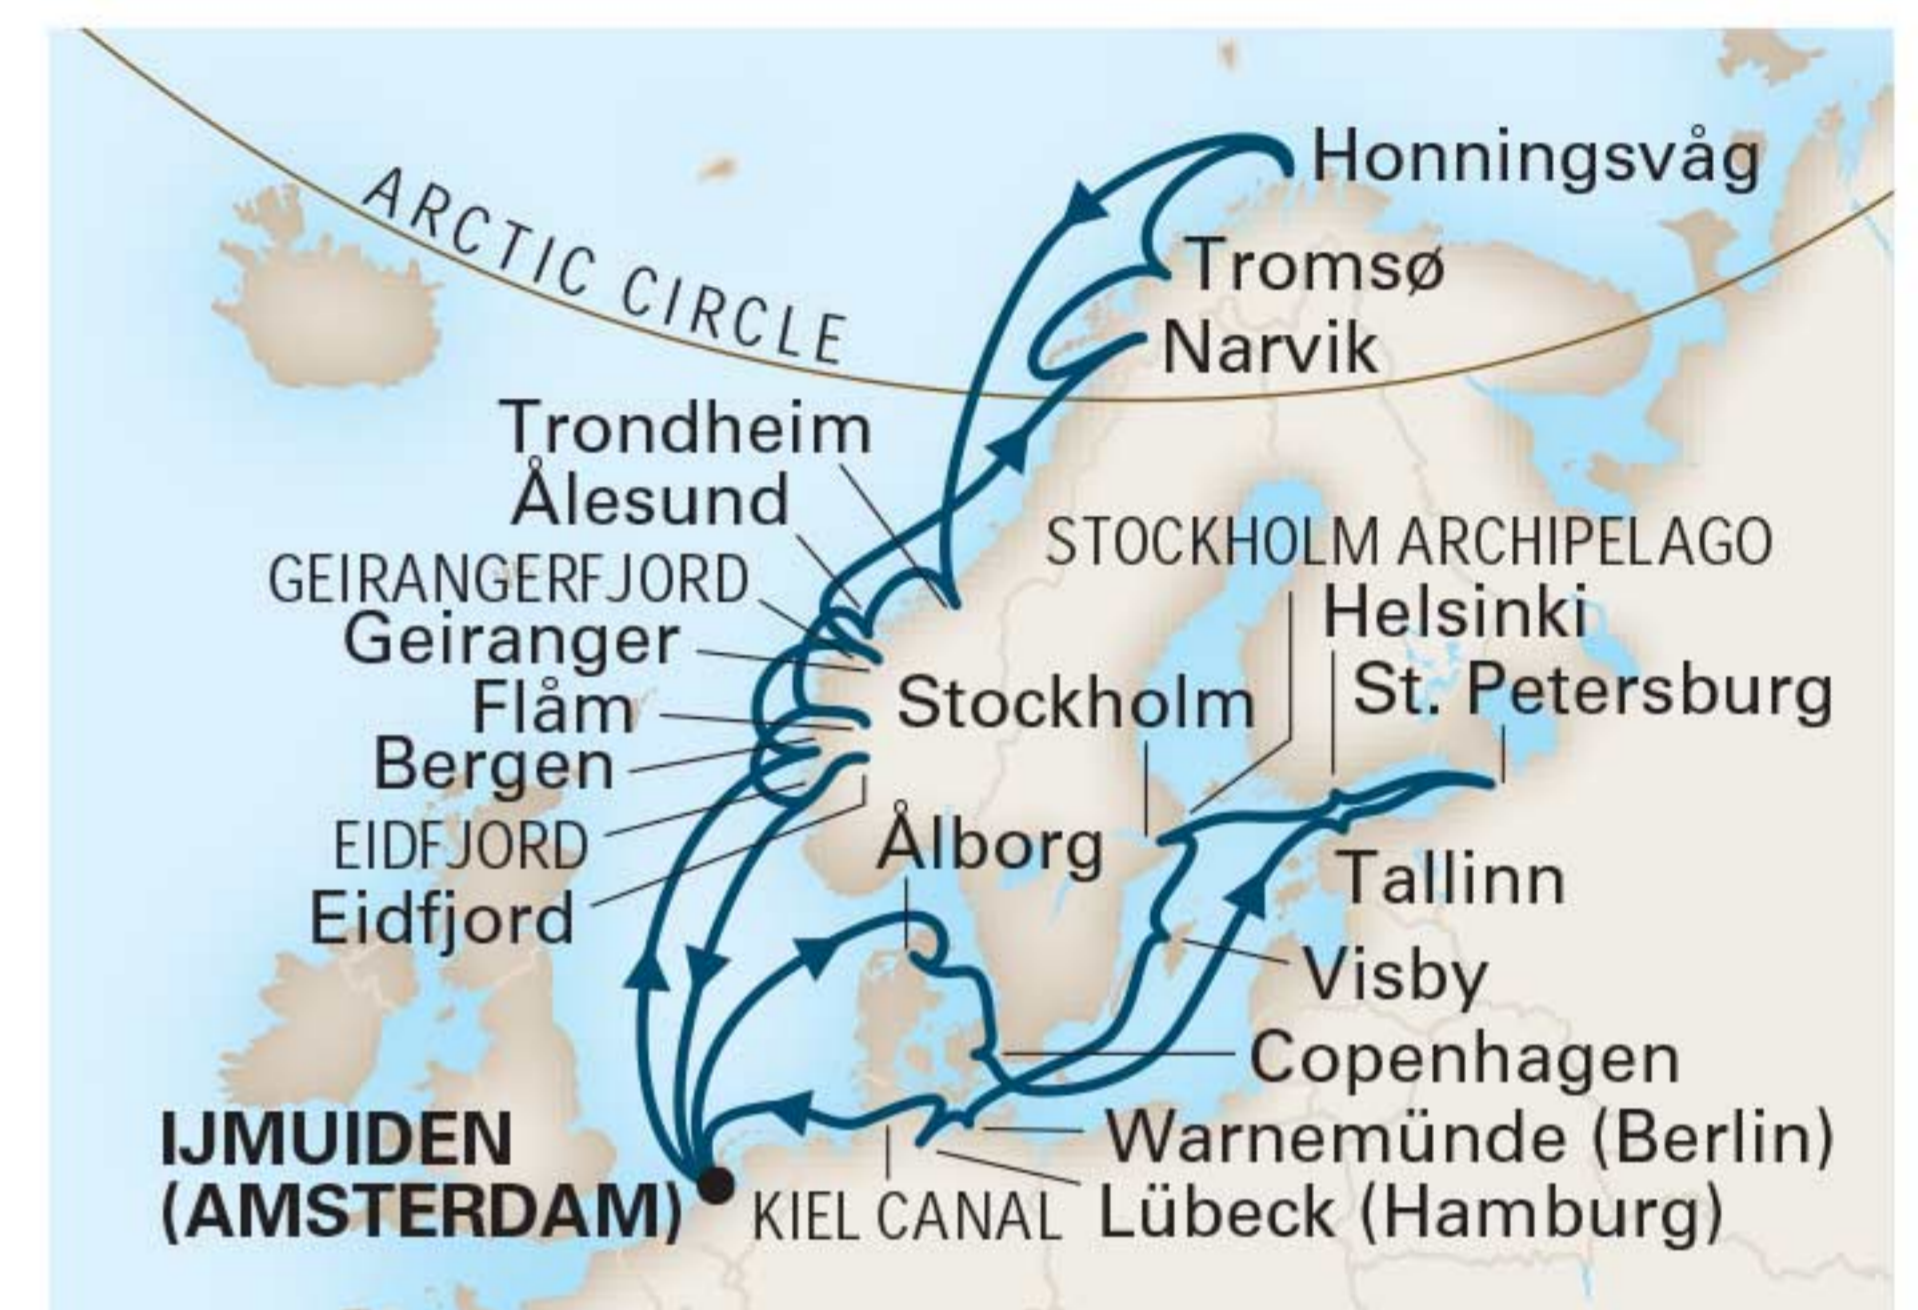 Honningsvåg
ARCTIC CIRCLE
Tromsø
Narvik
Trondheim
Ålesund
STOCKHOLM ARCHIPELAGO
GEIRANGERFJORD
Helsinki
Geiranger
St. Petersburg
Flåm
Stockholm
Bergen
EIDFJORD
Ålborg
Tallinn
Eidfjord
Visby
Copenhagen
IJMUIDEN
(AMSTERDAM)
Warnemünde (Berlin)
KIEL CANAL
Lübeck (Hamburg)